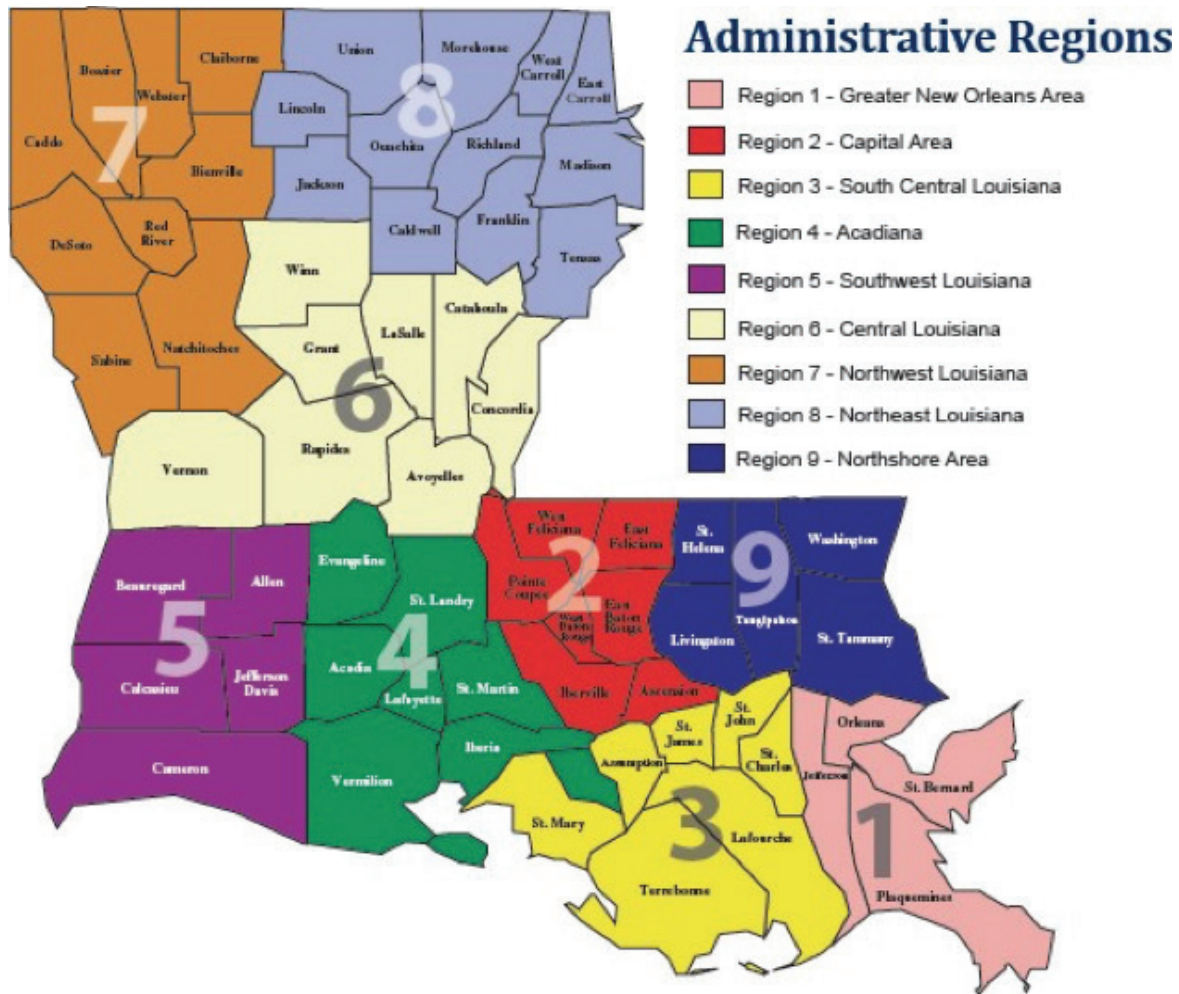 Administrative Regions
Region 1 - Greater New Orleans Area
Region 2 - Capital Area
Region 3 - South Central Louisiana
Region 4 - Acadiana
Region 5 - Southwest Louisiana
Region 6 - Central Louisiana
Region 7 - Northwest Louisiana
Region 8 - Northeast Louisiana
Region 9 - Northshore Area
7
Caddo
Bossier
Webster
Claiborne
Bienville
DeSoto
Red
River
Sabine
Natchitoches
8
Union
Morehouse
West
Carroll
East
Carroll
Lincoln
Ouachita
Richland
Madison
Jackson
Caldwell
Franklin
Tensas
6
Winn
Grant
LaSalle
Catahoula
Concordia
Vernon
Rapides
Avoyelles
5
Beauregard
Allen
Calcasieu
Jefferson
Davis
Cameron
4
Evangeline
St. Landry
Acadia
Lafayette
St. Martin
Iberia
Vermilion
2
West
Feliciana
East
Feliciana
Pointe
Coupee
West
Baton
Rouge
East
Baton
Rouge
Iberville
Ascension
9
St.
Helena
Washington
Livingston
Tangipahoa
St. Tammany
3
St.
James
St.
John
St.
Charles
Assumption
St. Mary
Lafourche
Terrebonne
1
Orleans
Jefferson
St. Bernard
Plaquemines